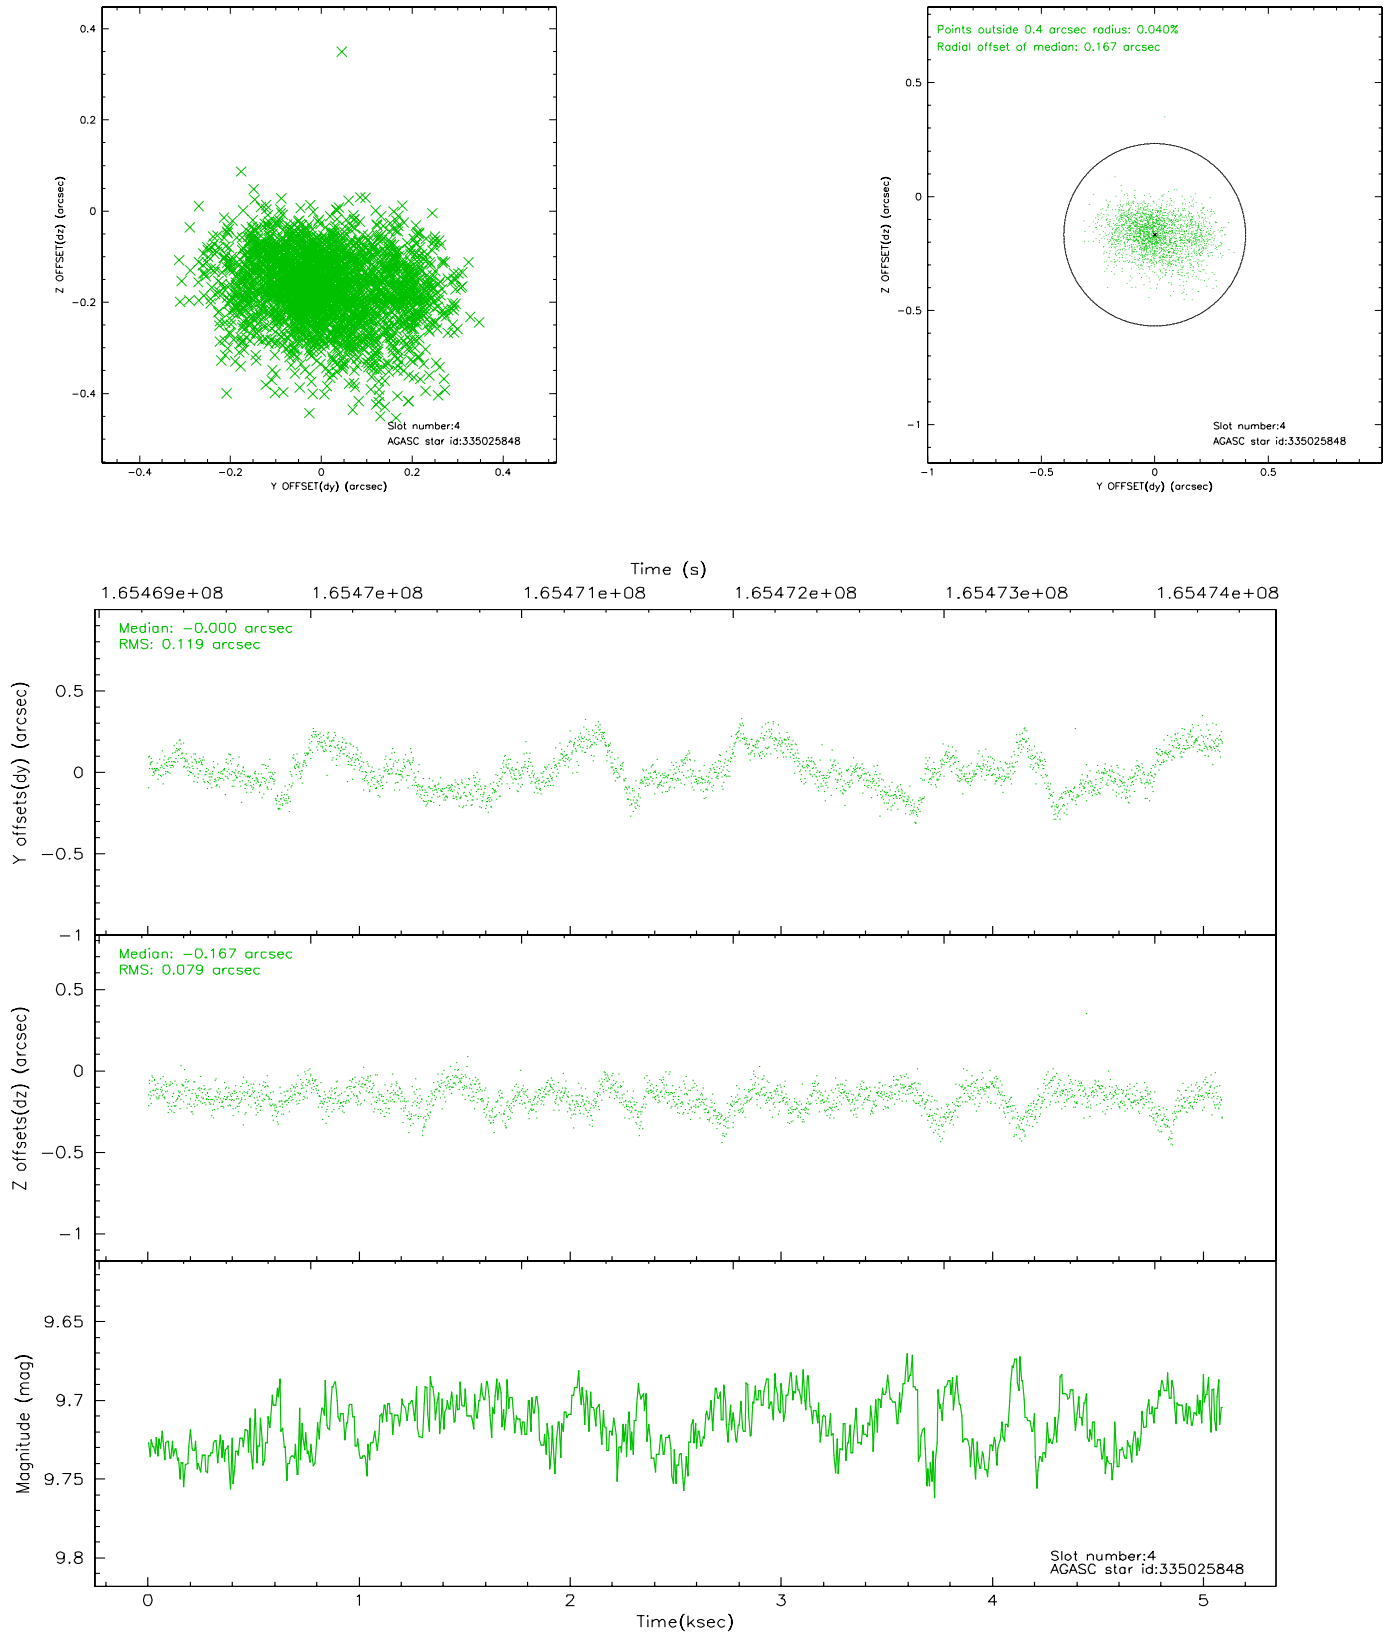 0.4
0.2
0
−0.2
−0.4
Z OFFSET(dz) (arcsec)
Slot number:4
AGASC star id:335025848
−0.4 −0.2 0 0.2 0.4
Y OFFSET(dy) (arcsec)
Points outside 0.4 arcsec radius: 0.040%
Radial offset of median: 0.167 arcsec
0.5
0
−0.5
−1
Z OFFSET(dz) (arcsec)
Slot number:4
AGASC star id:335025848
−1 −0.5 0 0.5
Y OFFSET(dy) (arcsec)
Time (s)
1.65469e+08 1.6547e+08 1.65471e+08 1.65472e+08 1.65473e+08 1.65474e+08
Median: −0.000 arcsec
RMS: 0.119 arcsec
0.5
0
−0.5
−1
Y offsets(dy) (arcsec)
Median: −0.167 arcsec
RMS: 0.079 arcsec
0.5
0
−0.5
−1
Z offsets(dz) (arcsec)
9.65
9.7
9.75
9.8
Magnitude (mag)
Slot number:4
AGASC star id:335025848
0 1 2 3 4 5
Time(ksec)